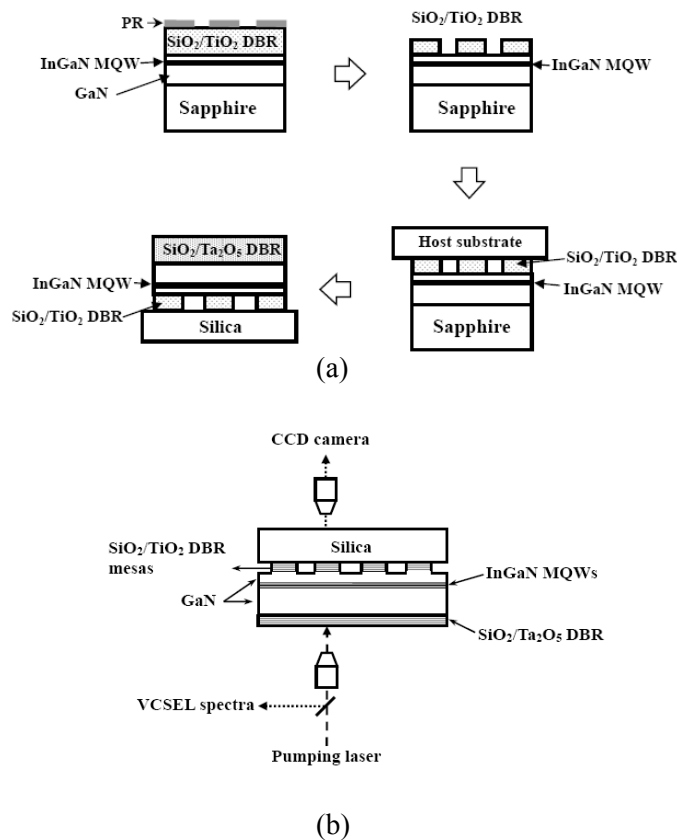 PR
SiO2/TiO2 DBR
InGaN MQW
GaN
Sapphire
SiO2/TiO2 DBR
InGaN MQW
Sapphire
SiO2/Ta2O5 DBR
InGaN MQW
SiO2/TiO2 DBR
Silica
Host substrate
SiO2/TiO2 DBR
InGaN MQW
Sapphire
(a)
CCD camera
Silica
SiO2/TiO2 DBR
mesas
GaN
InGaN MQWs
SiO2/Ta2O5 DBR
VCSEL spectra
Pumping laser
(b)